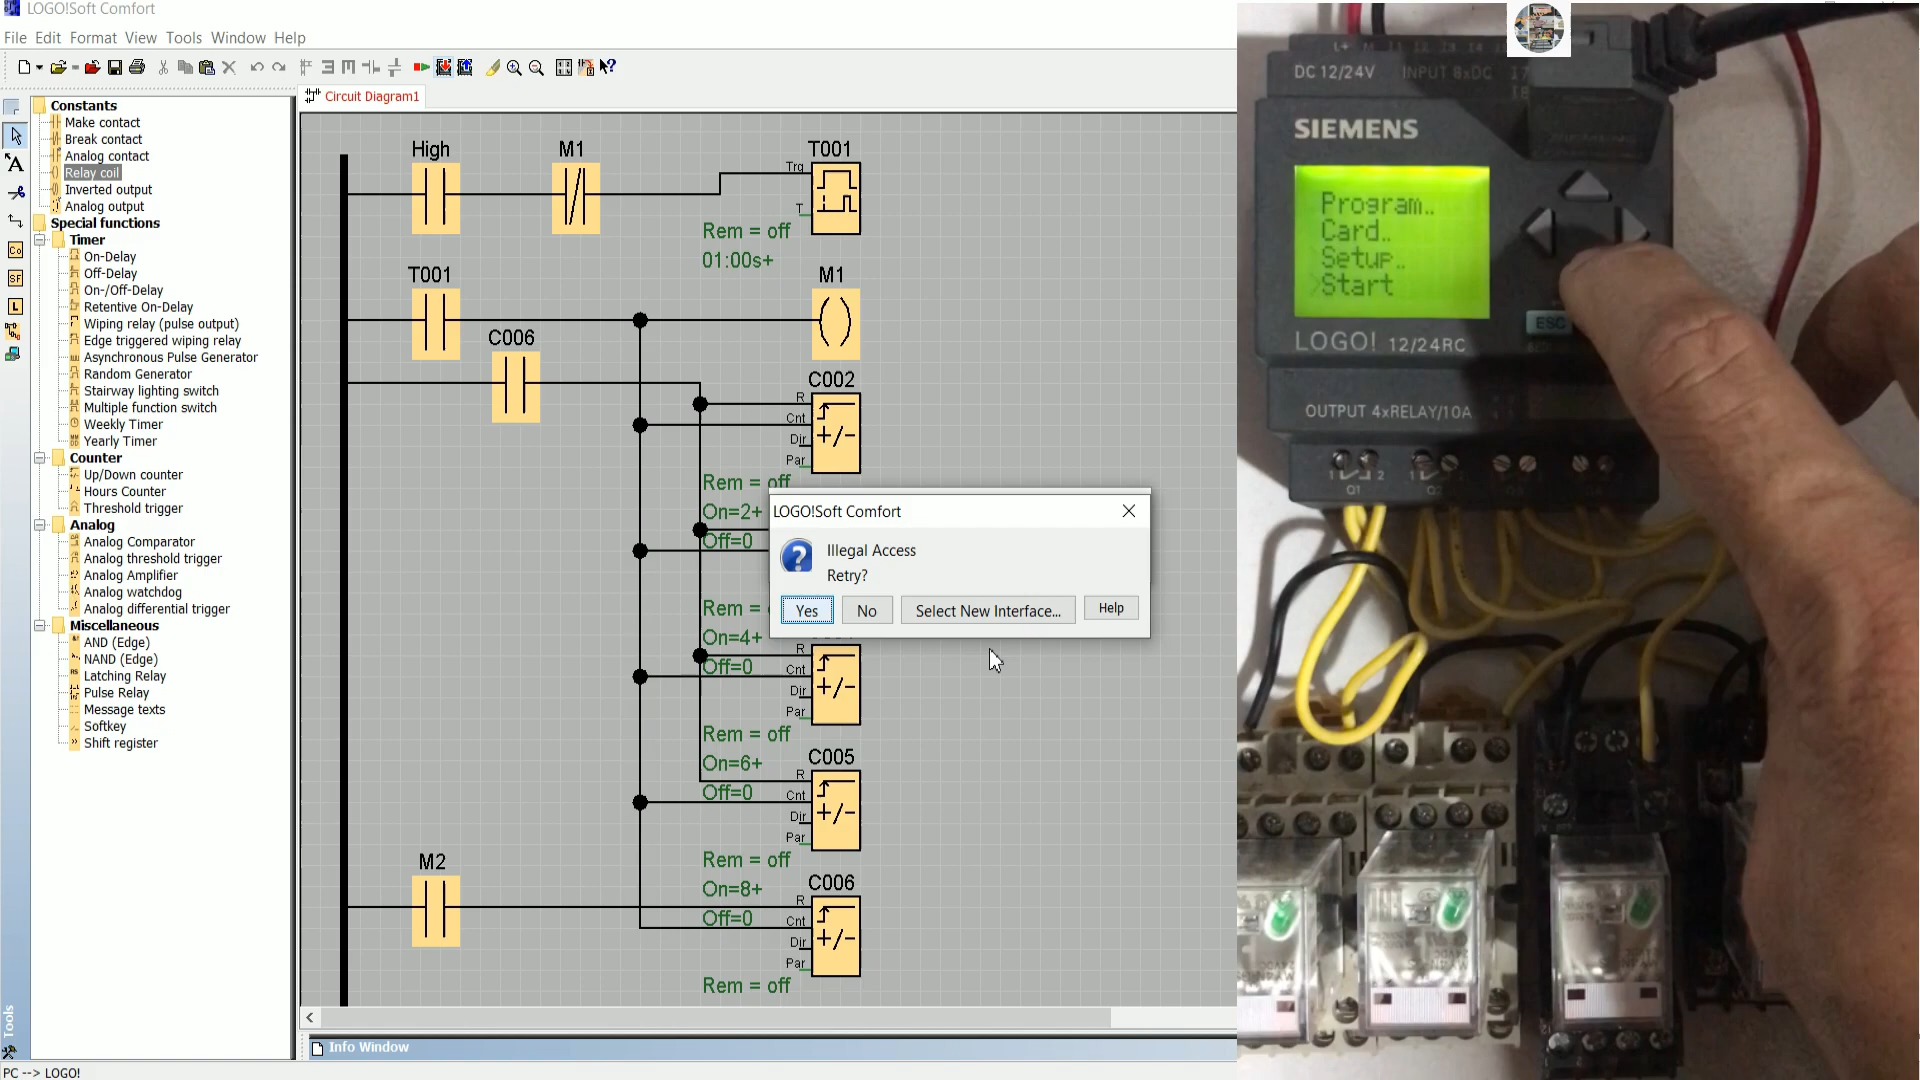 LOGO!Soft Comfort
File Edit Format View Tools Window Help
Circuit Diagram1
Constants
Make contact
Break contact
Analog contact
Relay coil
Inverted output
Analog output
Special functions
Timer
On-Delay
Off-Delay
On-/Off-Delay
Retentive On-Delay
Wiping relay (pulse output)
Edge triggered wiping relay
Asynchronous Pulse Generator
Random Generator
Stairway lighting switch
Multiple function switch
Weekly Timer
Yearly Timer
Counter
Up/Down counter
Hours Counter
Threshold trigger
Analog
Analog Comparator
Analog threshold trigger
Analog Amplifier
Analog watchdog
Analog differential trigger
Miscellaneous
AND (Edge)
NAND (Edge)
Latching Relay
Pulse Relay
Message texts
Softkey
Shift register
A
Co
SF
L
Tools
High
M1
T001
Trg
T
Rem = off
01:00s+
T001
M1
C006
C002
R
Cnt
Dir
Par
+/-
Rem = off
On=2+
Off=0
LOGO!Soft Comfort
Illegal Access
Retry?
Yes
No
Select New Interface...
Help
Rem =
On=4+
Off=0
R
Cnt
Dir
Par
+/-
Rem = off
On=6+
Off=0
C005
R
Cnt
Dir
Par
+/-
Rem = off
On=8+
Off=0
M2
C006
R
Cnt
Dir
Par
+/-
Rem = off
Info Window
PC --> LOGO!
DC 12/24V
INPUT 8xDC
SIEMENS
Program..
Card..
Setup..
>Start
ESC
LOGO! 12/24RC
OUTPUT 4xRELAY/10A
1 2
Q1
1 2
Q2